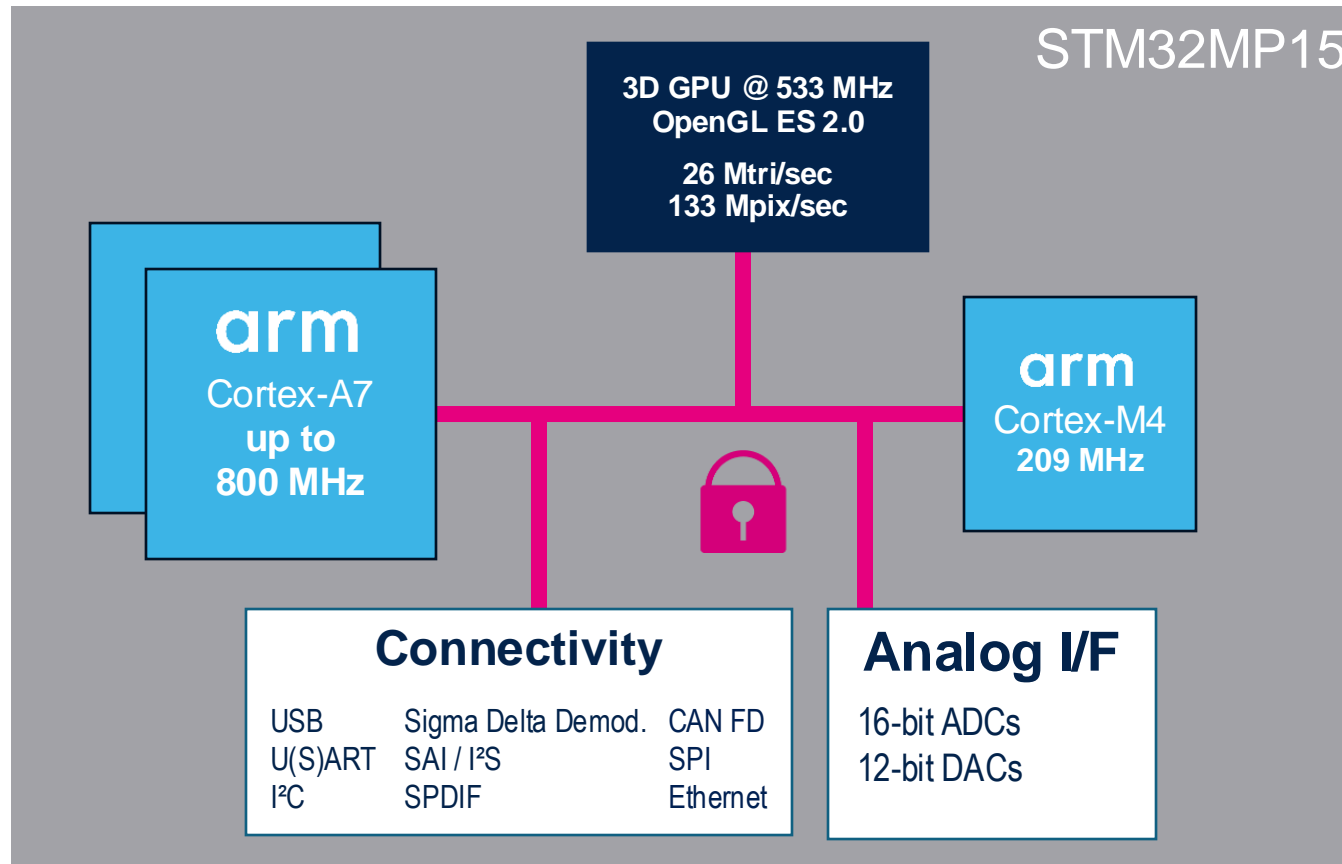 STM32MP15
3D GPU @ 533 MHz
OpenGL ES 2.0
26 Mtri/sec
133 Mpix/sec
arm
Cortex-A7
up to
800 MHz
arm
Cortex-M4
209 MHz
Connectivity
USB Sigma Delta Demod. CAN FD
U(S)ART SAI / I²S SPI
I²C SPDIF Ethernet
Analog I/F
16-bit ADCs
12-bit DACs